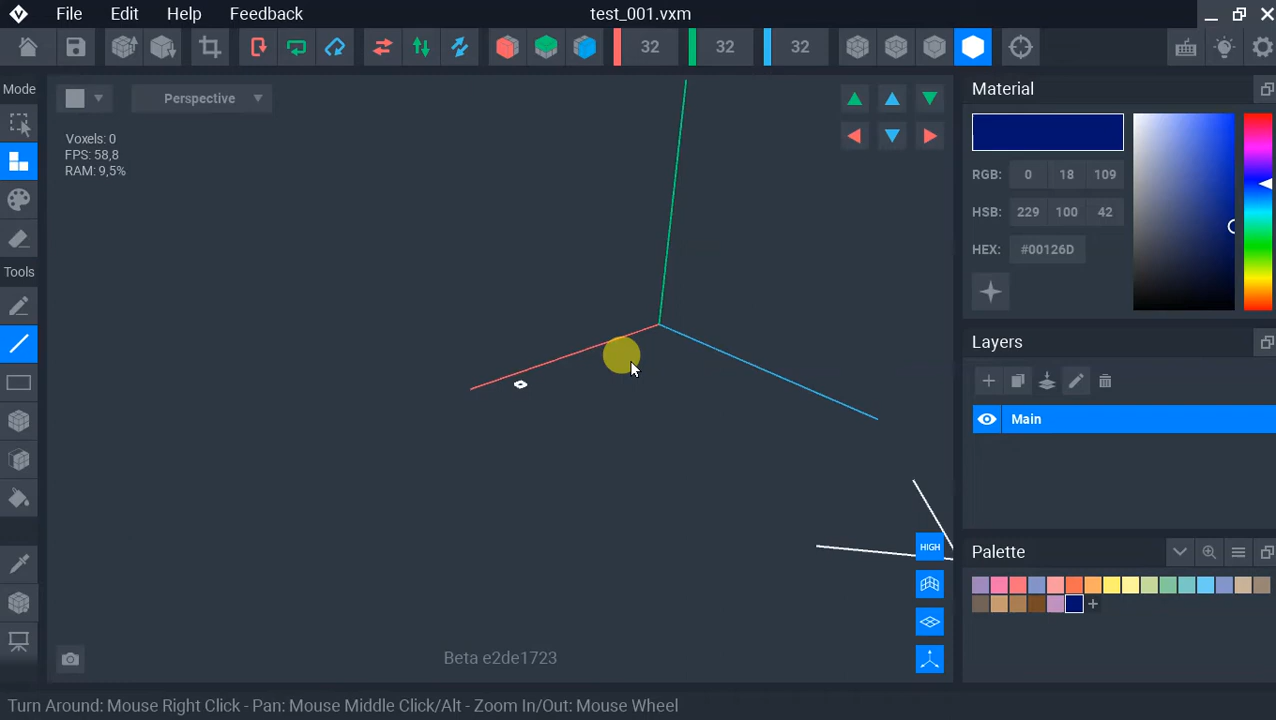 File Edit Help Feedback test_001.vxm
32 32 32
Mode
Perspective
Voxels: 0
FPS: 58,8
RAM: 9,5%
Tools
HIGH
Beta e2de1723
Material
RGB: 0 18 109
HSB: 229 100 42
HEX: #00126D
Layers
Main
Palette
Turn Around: Mouse Right Click - Pan: Mouse Middle Click/Alt - Zoom In/Out: Mouse Wheel